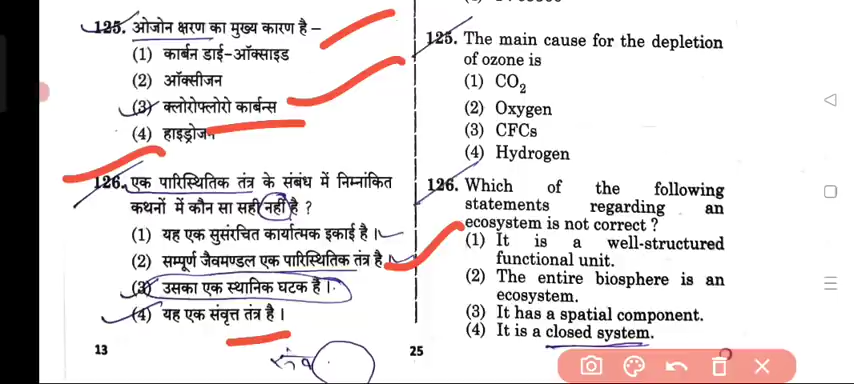 125. ओजोन क्षरण का मुख्य कारण है –
(1) कार्बन डाई-ऑक्साइड
(2) ऑक्सीजन
(3) क्लोरोफ्लोरो कार्बन्स
(4) हाइड्रोजन
126. एक पारिस्थितिक तंत्र के संबंध में निम्नांकित
कथनों में कौन सा सही नहीं है ?
(1) यह एक सुसंरचित कार्यात्मक इकाई है ।
(2) सम्पूर्ण जैवमण्डल एक पारिस्थितिक तंत्र है
(3) उसका एक स्थानिक घटक है ।
(4) यह एक संवृत्त तंत्र है ।
13
125. The main cause for the depletion
of ozone is
(1) CO₂
(2) Oxygen
(3) CFCs
(4) Hydrogen
126. Which of the following
statements regarding an
ecosystem is not correct ?
(1) It is a well-structured
functional unit.
(2) The entire biosphere is an
ecosystem.
(3) It has a spatial component.
(4) It is a closed system.
25